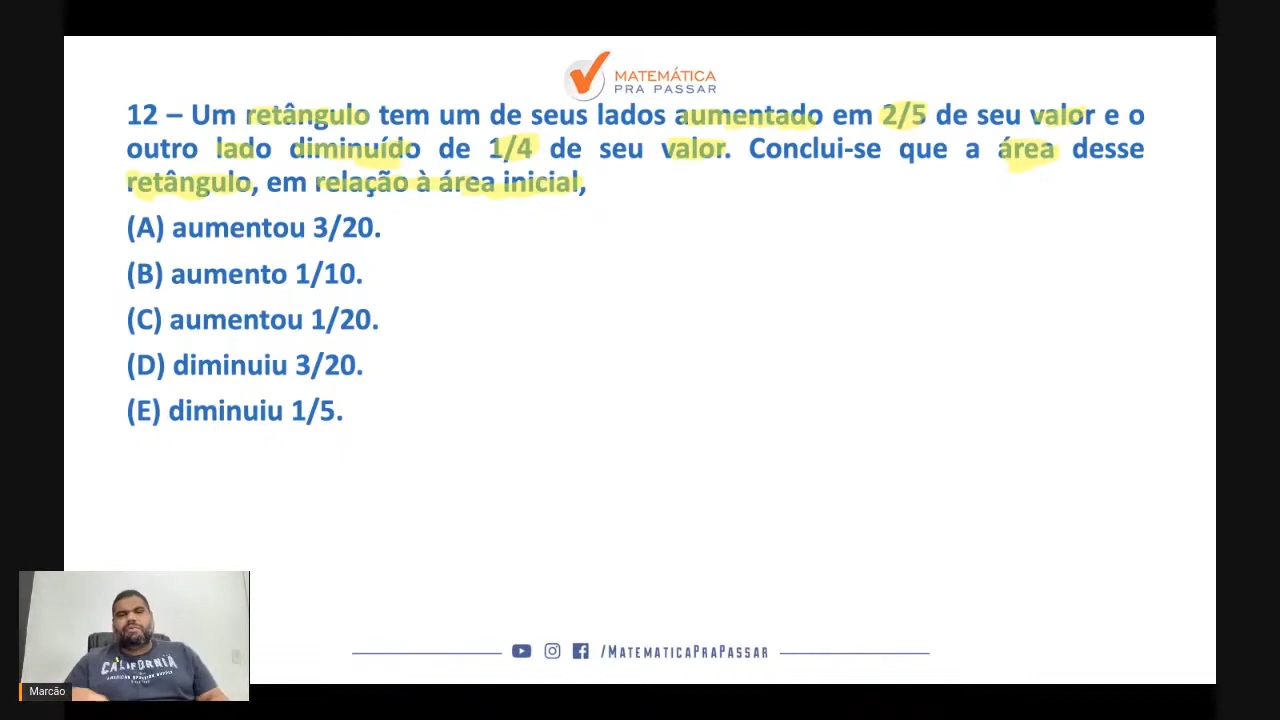 MATEMÁTICA
PRA PASSAR
12 – Um retângulo tem um de seus lados aumentado em 2/5 de seu valor e o
outro lado diminuído de 1/4 de seu valor. Conclui-se que a área desse
retângulo, em relação à área inicial,
(A) aumentou 3/20.
(B) aumento 1/10.
(C) aumentou 1/20.
(D) diminuiu 3/20.
(E) diminuiu 1/5.
/MATEMATICAPRAPASSAR
CALIFORNIA
Marcão